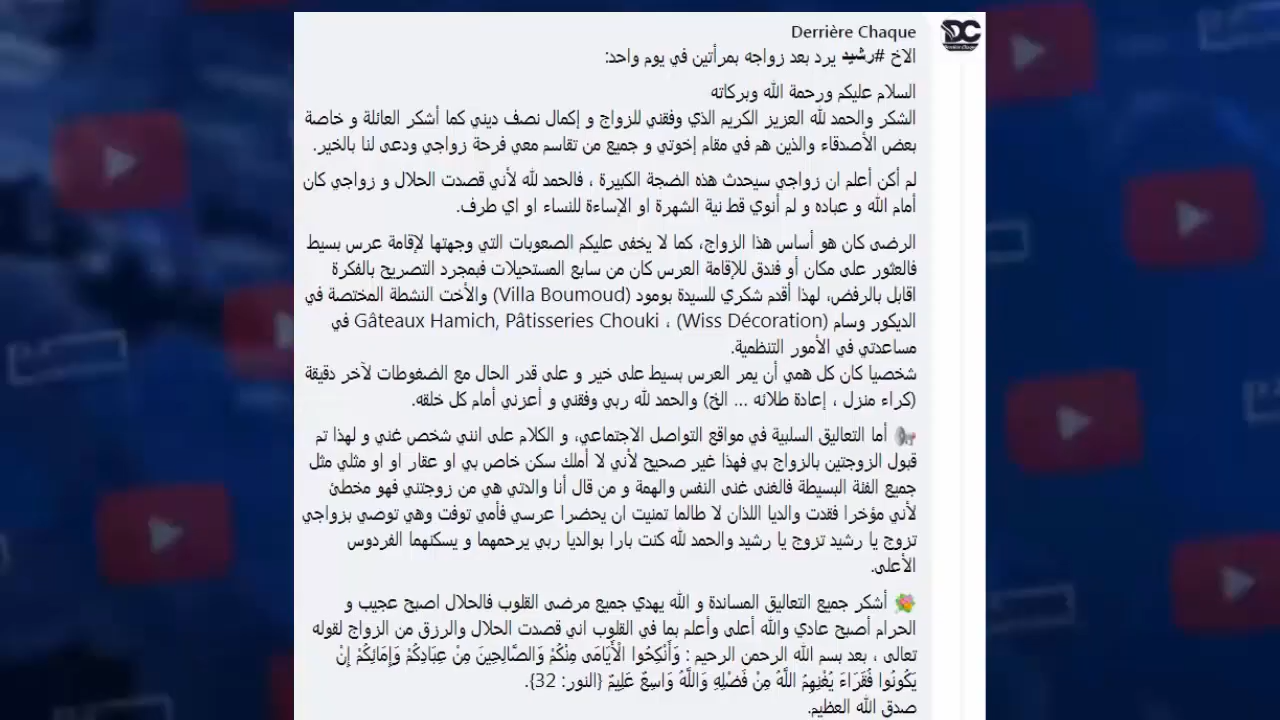 Derrière Chaque
الاخ #رشيد يرد بعد زواجه بمرأتين في يوم واحد:
السلام عليكم ورحمة الله وبركاته
الشكر والحمد لله العزيز الكريم الذي وفقني للزواج و إكمال نصف ديني كما أشكر العائلة و خاصة
بعض الأصدقاء والذين هم في مقام إخوتي و جميع من تقاسم معي فرحة زواجي ودعى لنا بالخير.
لم أكن أعلم ان زواجي سيحدث هذه الضجة الكبيرة ، فالحمد لله لأني قصدت الحلال و زواجي كان
أمام الله و عباده و لم أنوي قط نية الشهرة او الإساءة للنساء او اي طرف.
الرضى كان هو أساس هذا الزواج، كما لا يخفى عليكم الصعوبات التي وجهتها لإقامة عرس بسيط
فالعثور على مكان أو فندق للإقامة العرس كان من سابع المستحيلات فبمجرد التصريح بالفكرة
اقابل بالرفض، لهذا أقدم شكري للسيدة بومود (Villa Boumoud) والأخت النشطة المختصة في
الديكور وسام (Wiss Décoration) ، Gâteaux Hamich, Pâtisseries Chouki في
مساعدتي في الأمور التنظمية.
شخصيا كان كل همي أن يمر العرس بسيط على خير و على قدر الحال مع الضغوطات لآخر دقيقة
(كراء منزل ، إعادة طلائه ... الخ) والحمد لله ربي وفقني و أعزني أمام كل خلقه.
أما التعاليق السلبية في مواقع التواصل الاجتماعي، و الكلام على انني شخص غني و لهذا تم
قبول الزوجتين بالزواج بي فهذا غير صحيح لأني لا أملك سكن خاص بي او عقار او او مثلي مثل
جميع الفئة البسيطة فالغنى غنى النفس والهمة و من قال أنا والدتي هي من زوجتني فهو مخطئ
لأني مؤخرا فقدت والديا اللذان لا طالما تمنيت ان يحضرا عرسي فأمي توفت وهي توصي بزواجي
تزوج يا رشيد تزوج يا رشيد والحمد لله كنت بارا بوالديا ربي يرحمهما و يسكنهما الفردوس
الأعلى.
أشكر جميع التعاليق المساندة و الله يهدي جميع مرضى القلوب فالحلال اصبح عجيب و
الحرام أصبح عادي والله أعلى وأعلم بما في القلوب اني قصدت الحلال والرزق من الزواج لقوله
تعالى ، بعد بسم الله الرحمن الرحيم : وَأَنكِحُوا الْأَيَامَى مِنْكُمْ وَالصَّالِحِينَ مِنْ عِبَادِكُمْ وَإِمَائِكُمْ إِنْ
يَكُونُوا فُقَرَاءَ يُغْنِهِمُ اللَّهُ مِنْ فَضْلِهِ وَاللَّهُ وَاسِعٌ عَلِيمٌ {النور: 32}.
صدق الله العظيم.